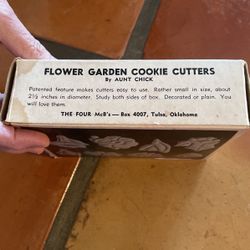 FLOWER GARDEN COOKIE CUTTERS
By AUNT CHICK
Patented feature makes cutters easy to use. Rather small in size, about
2½ inches in diameter. Study both sides of box. Decorated or plain. You
will love them.
THE FOUR McB's — Box 4007, Tulsa, Oklahoma